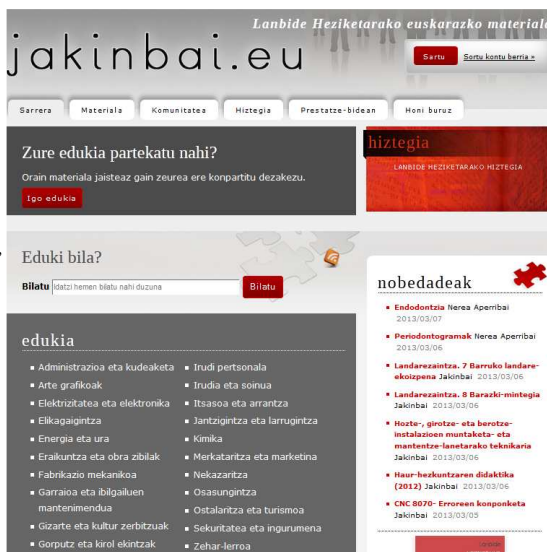 Lanbide Heziketarako euskarazko material
jakinbai.eu
Sartu
Sortu kontu berria »
Sarrera
Materiala
Komunitatea
Hiztegia
Prestatze-bidean
Honi buruz
Zure edukia partekatu nahi?
Orain materiala jaisteaz gain zeurea ere konpartitu dezakezu.
Igo edukia
hiztegia
LANBIDE HEZIKETARAKO HIZTEGIA
Eduki bila?
Bilatu
Idatzi hemen bilatu nahi duzuna
Bilatu
edukia
Administrazioa eta kudeaketa
Arte grafikoak
Elektrizitatea eta elektronika
Elikagaigintza
Energia eta ura
Eraikuntza eta obra zibilak
Fabrikazio mekanikoa
Garraioa eta ibilgailuen
mantenimendua
Gizarte eta kultur zerbitzuak
Gorputz eta kirol ekintzak
Irudi pertsonala
Irudia eta soinua
Itsasoa eta arrantza
Jantzigintza eta larrugintza
Kimika
Merkataritza eta marketina
Nekazaritza
Osasungintza
Ostalaritza eta turismoa
Sekuritatea eta ingurumena
Zehar-lerroa
nobedadeak
Endodontzia Nerea Aperribai
2013/03/07
Periodontogramak Nerea Aperribai
2013/03/06
Landarezaintza. 7 Barruko landare-
ekoizpena Jakinbai 2013/03/06
Landarezaintza. 8 Barazki-mintegia
Jakinbai 2013/03/06
Hozte-, girotze- eta berotze-
instalazioen muntaketa- eta
mantentze-lanetarako teknikaria
Jakinbai 2013/03/06
Haur-hezkuntzaren didaktika
(2012) Jakinbai 2013/03/06
CNC 8070- Erroreen konponketa
Jakinbai 2013/03/05